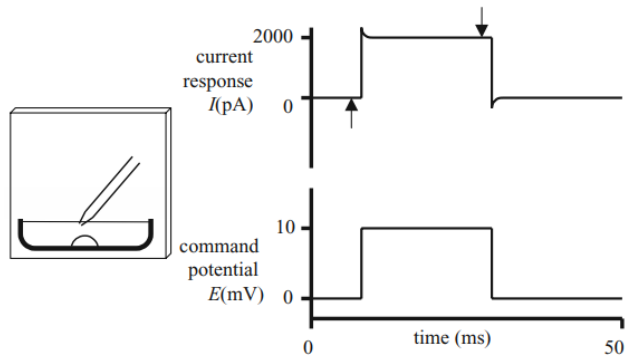 2000
current
response
I(pA)
0
10
command
potential
E(mV)
0
0
time (ms)
50